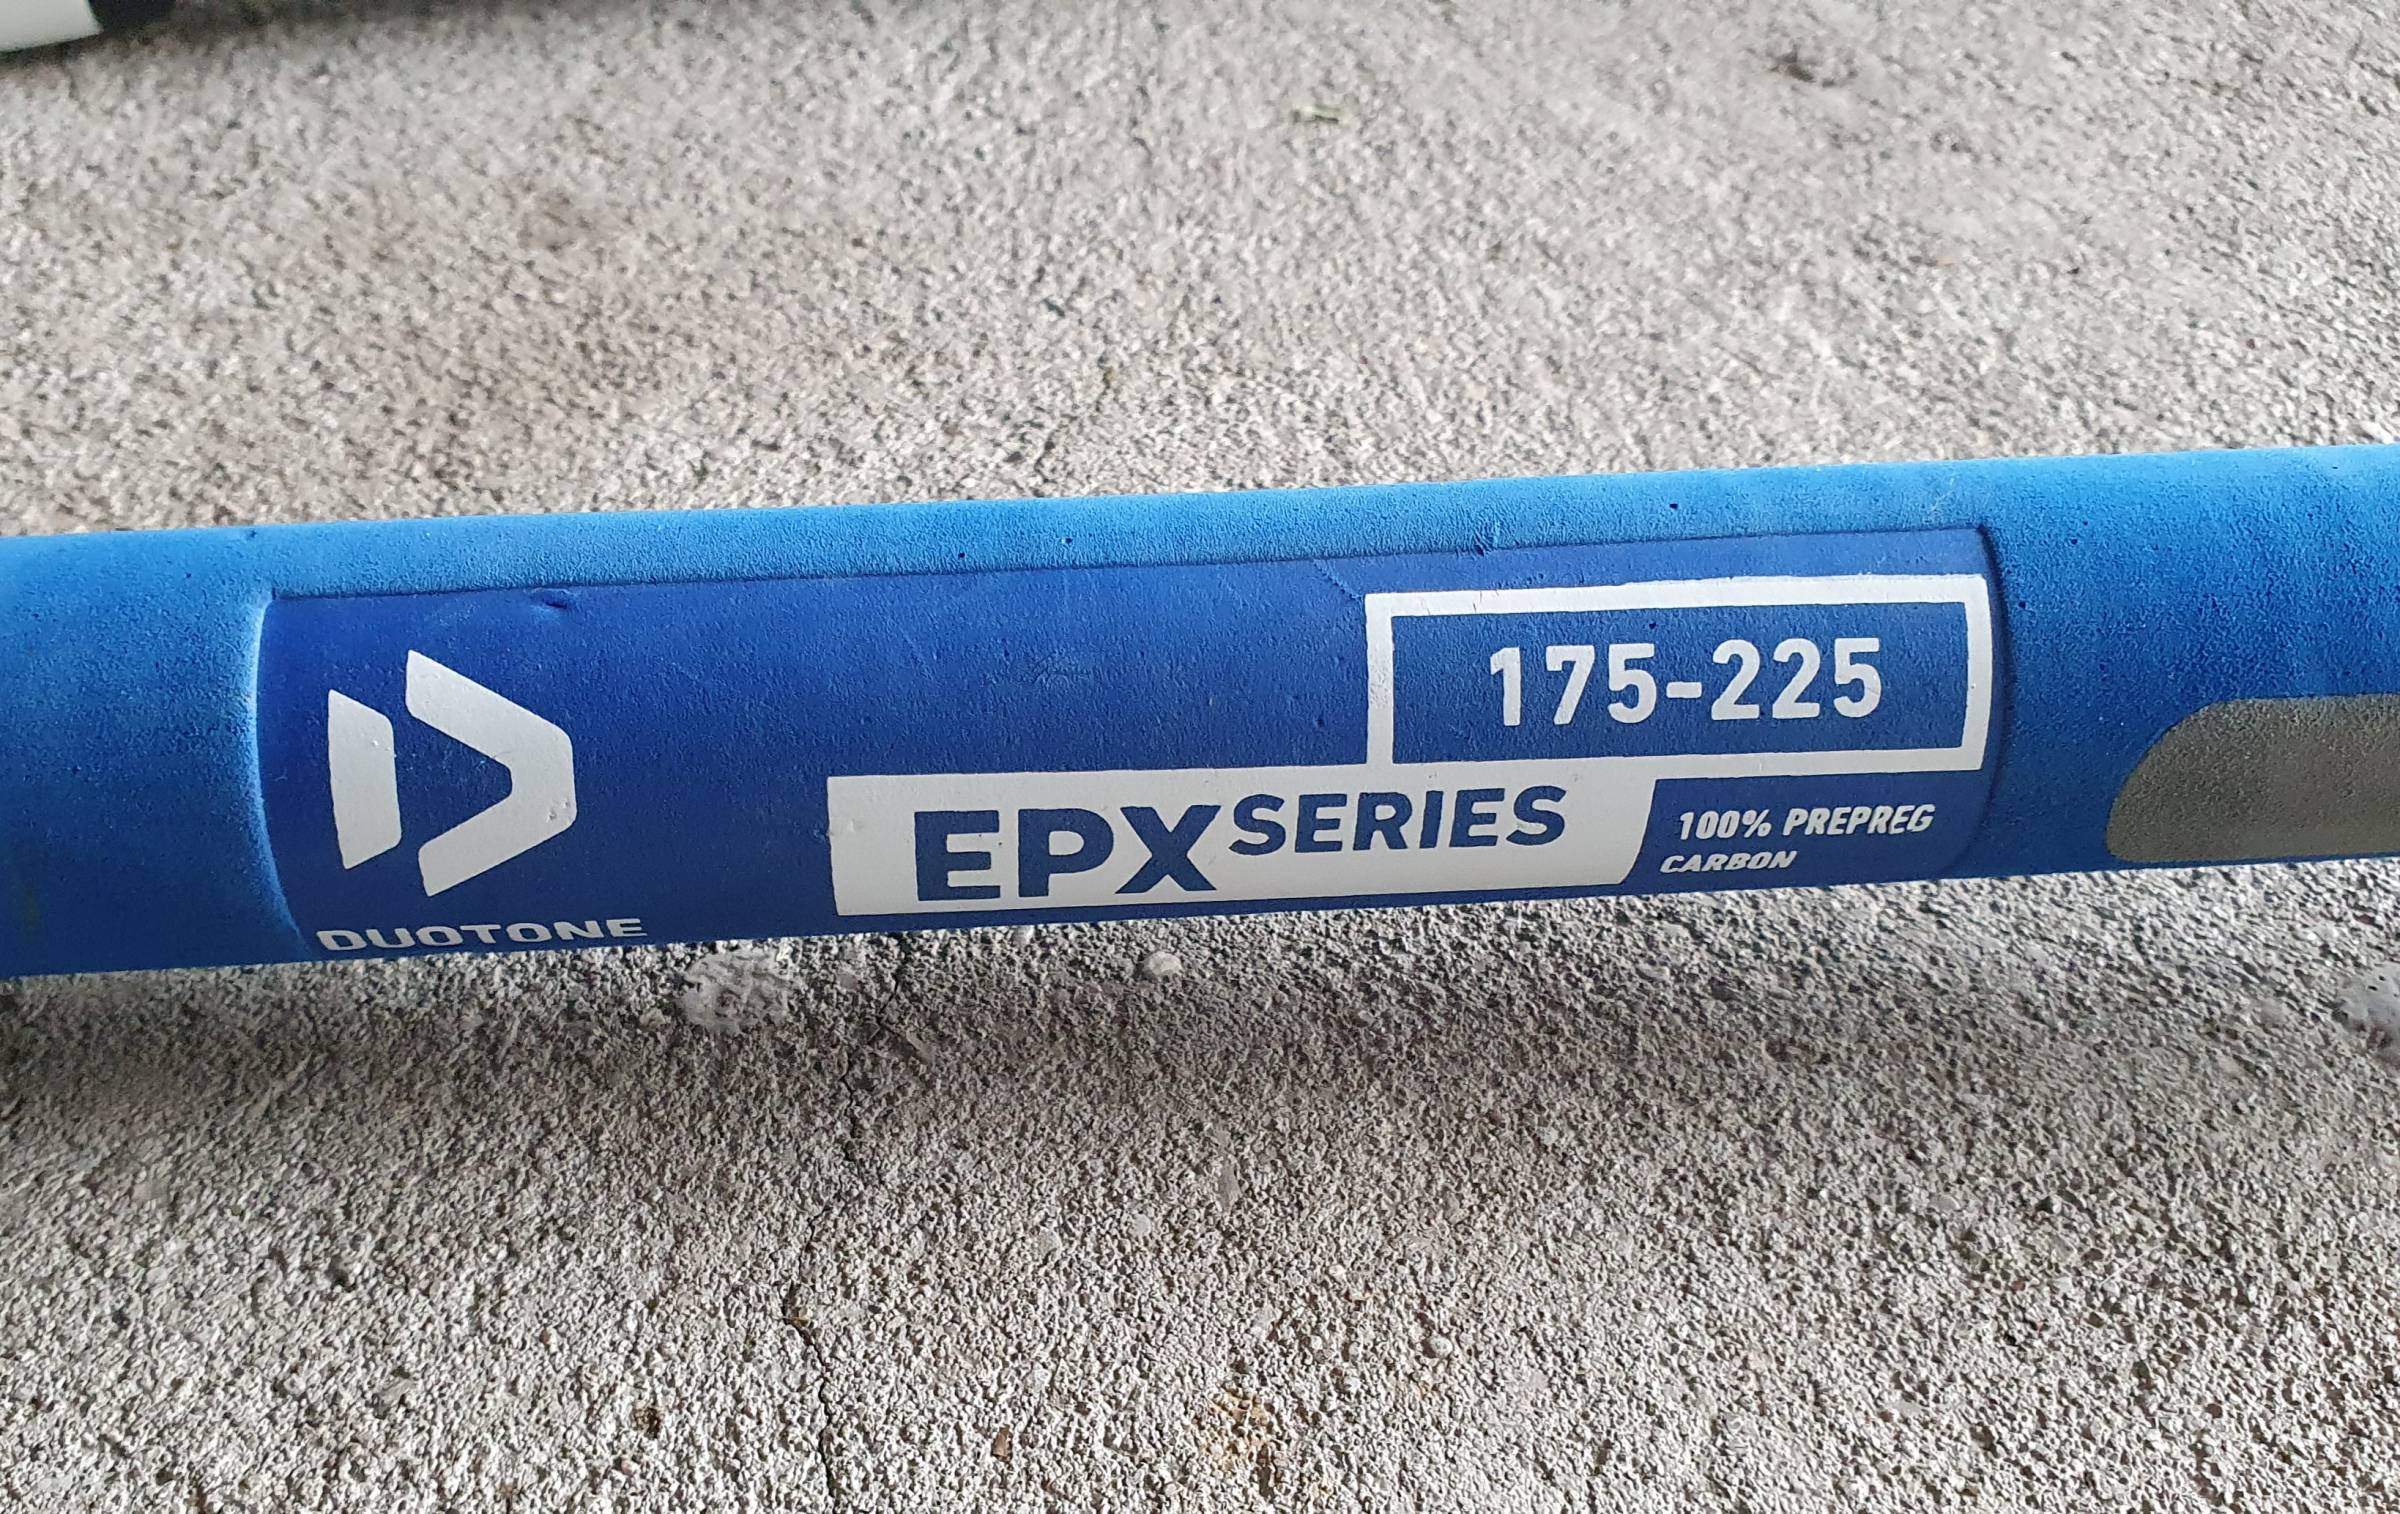 175-225
EPX SERIES
100% PREPREG
CARBON
DUOTONE